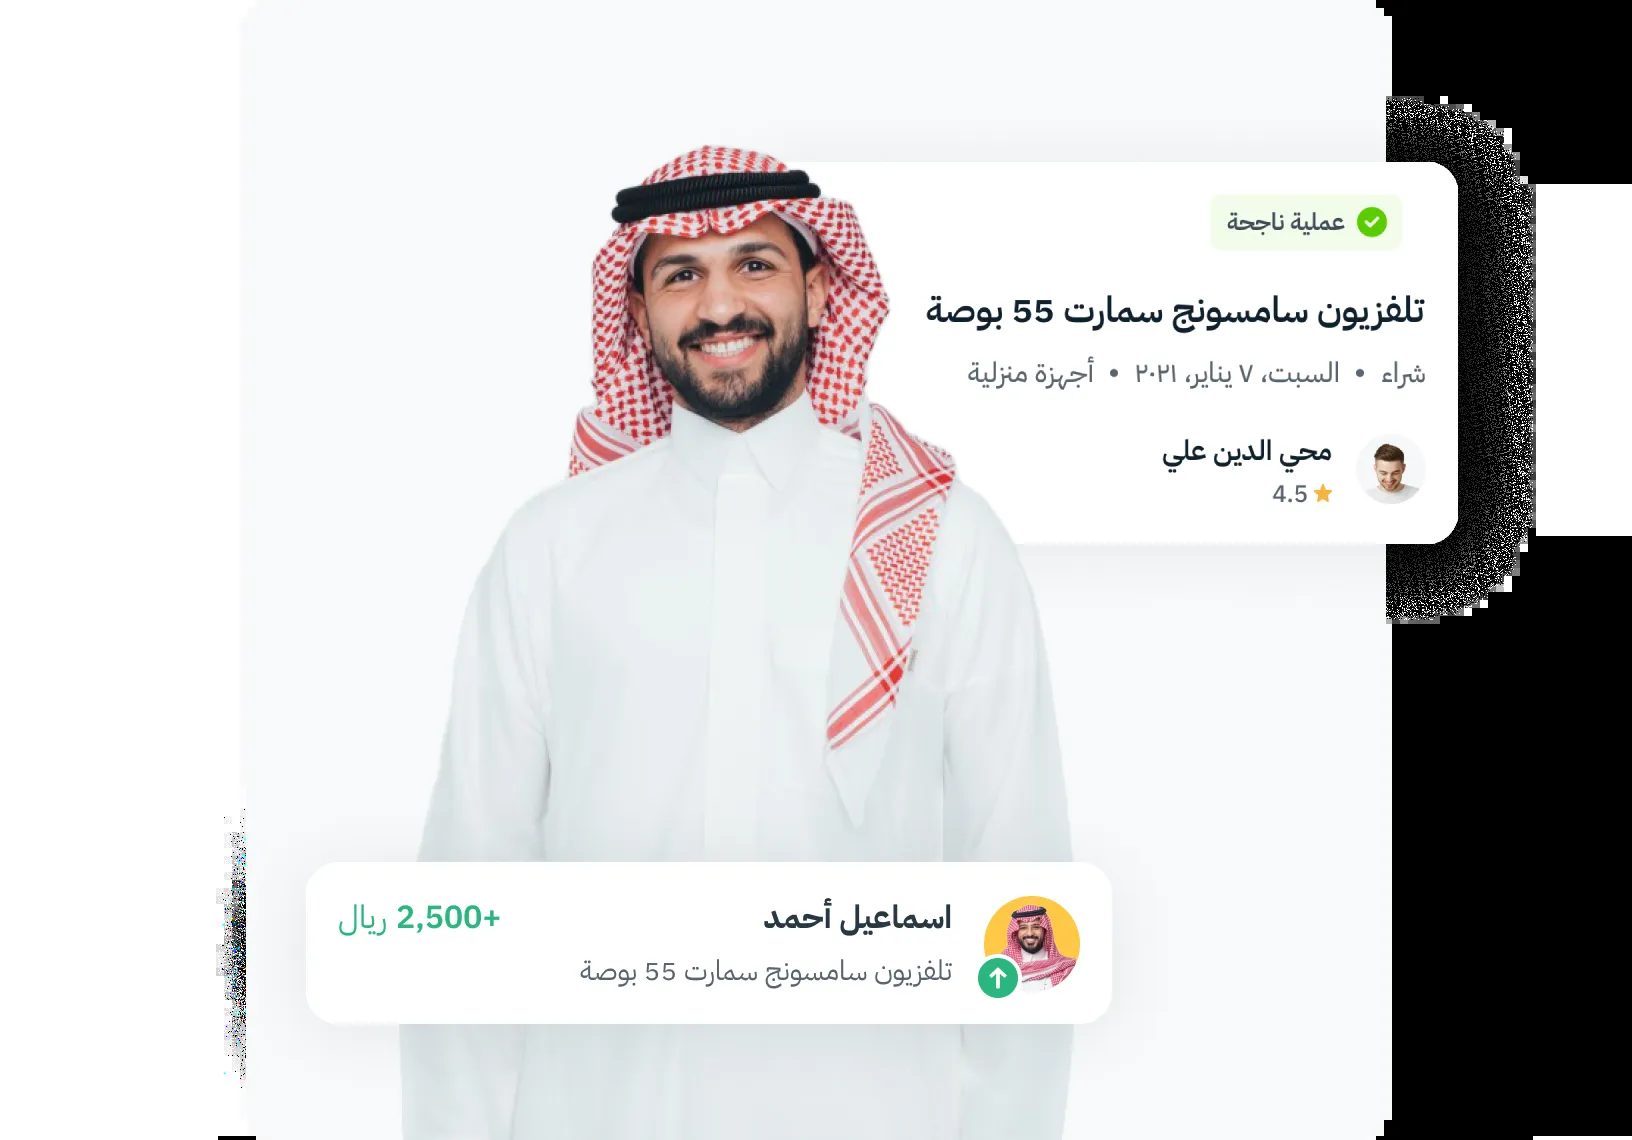 عملية ناجحة
تلفزيون سامسونج سمارت 55 بوصة
شراء • السبت، ٧ يناير، ٢٠٢١ • أجهزة منزلية
محي الدين علي
4.5
اسماعيل أحمد
+2,500 ريال
تلفزيون سامسونج سمارت 55 بوصة